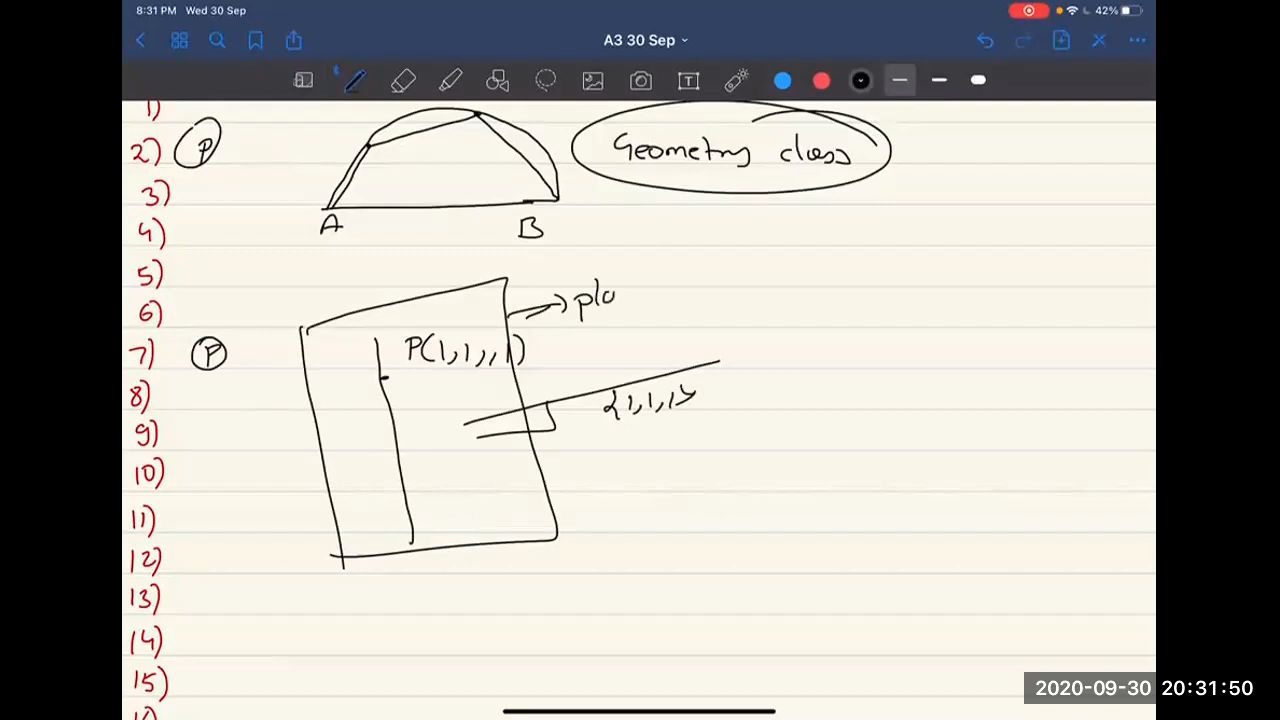 8:31 PM Wed 30 Sep
42%
A3 30 Sep
T
1)
2) P
Geometry class
3)
4) A B
5)
6) pla
7) P P(1,1,,1)
8) {1,1,1}
9)
10)
11)
12)
13)
14)
15)
2020-09-30 20:31:50